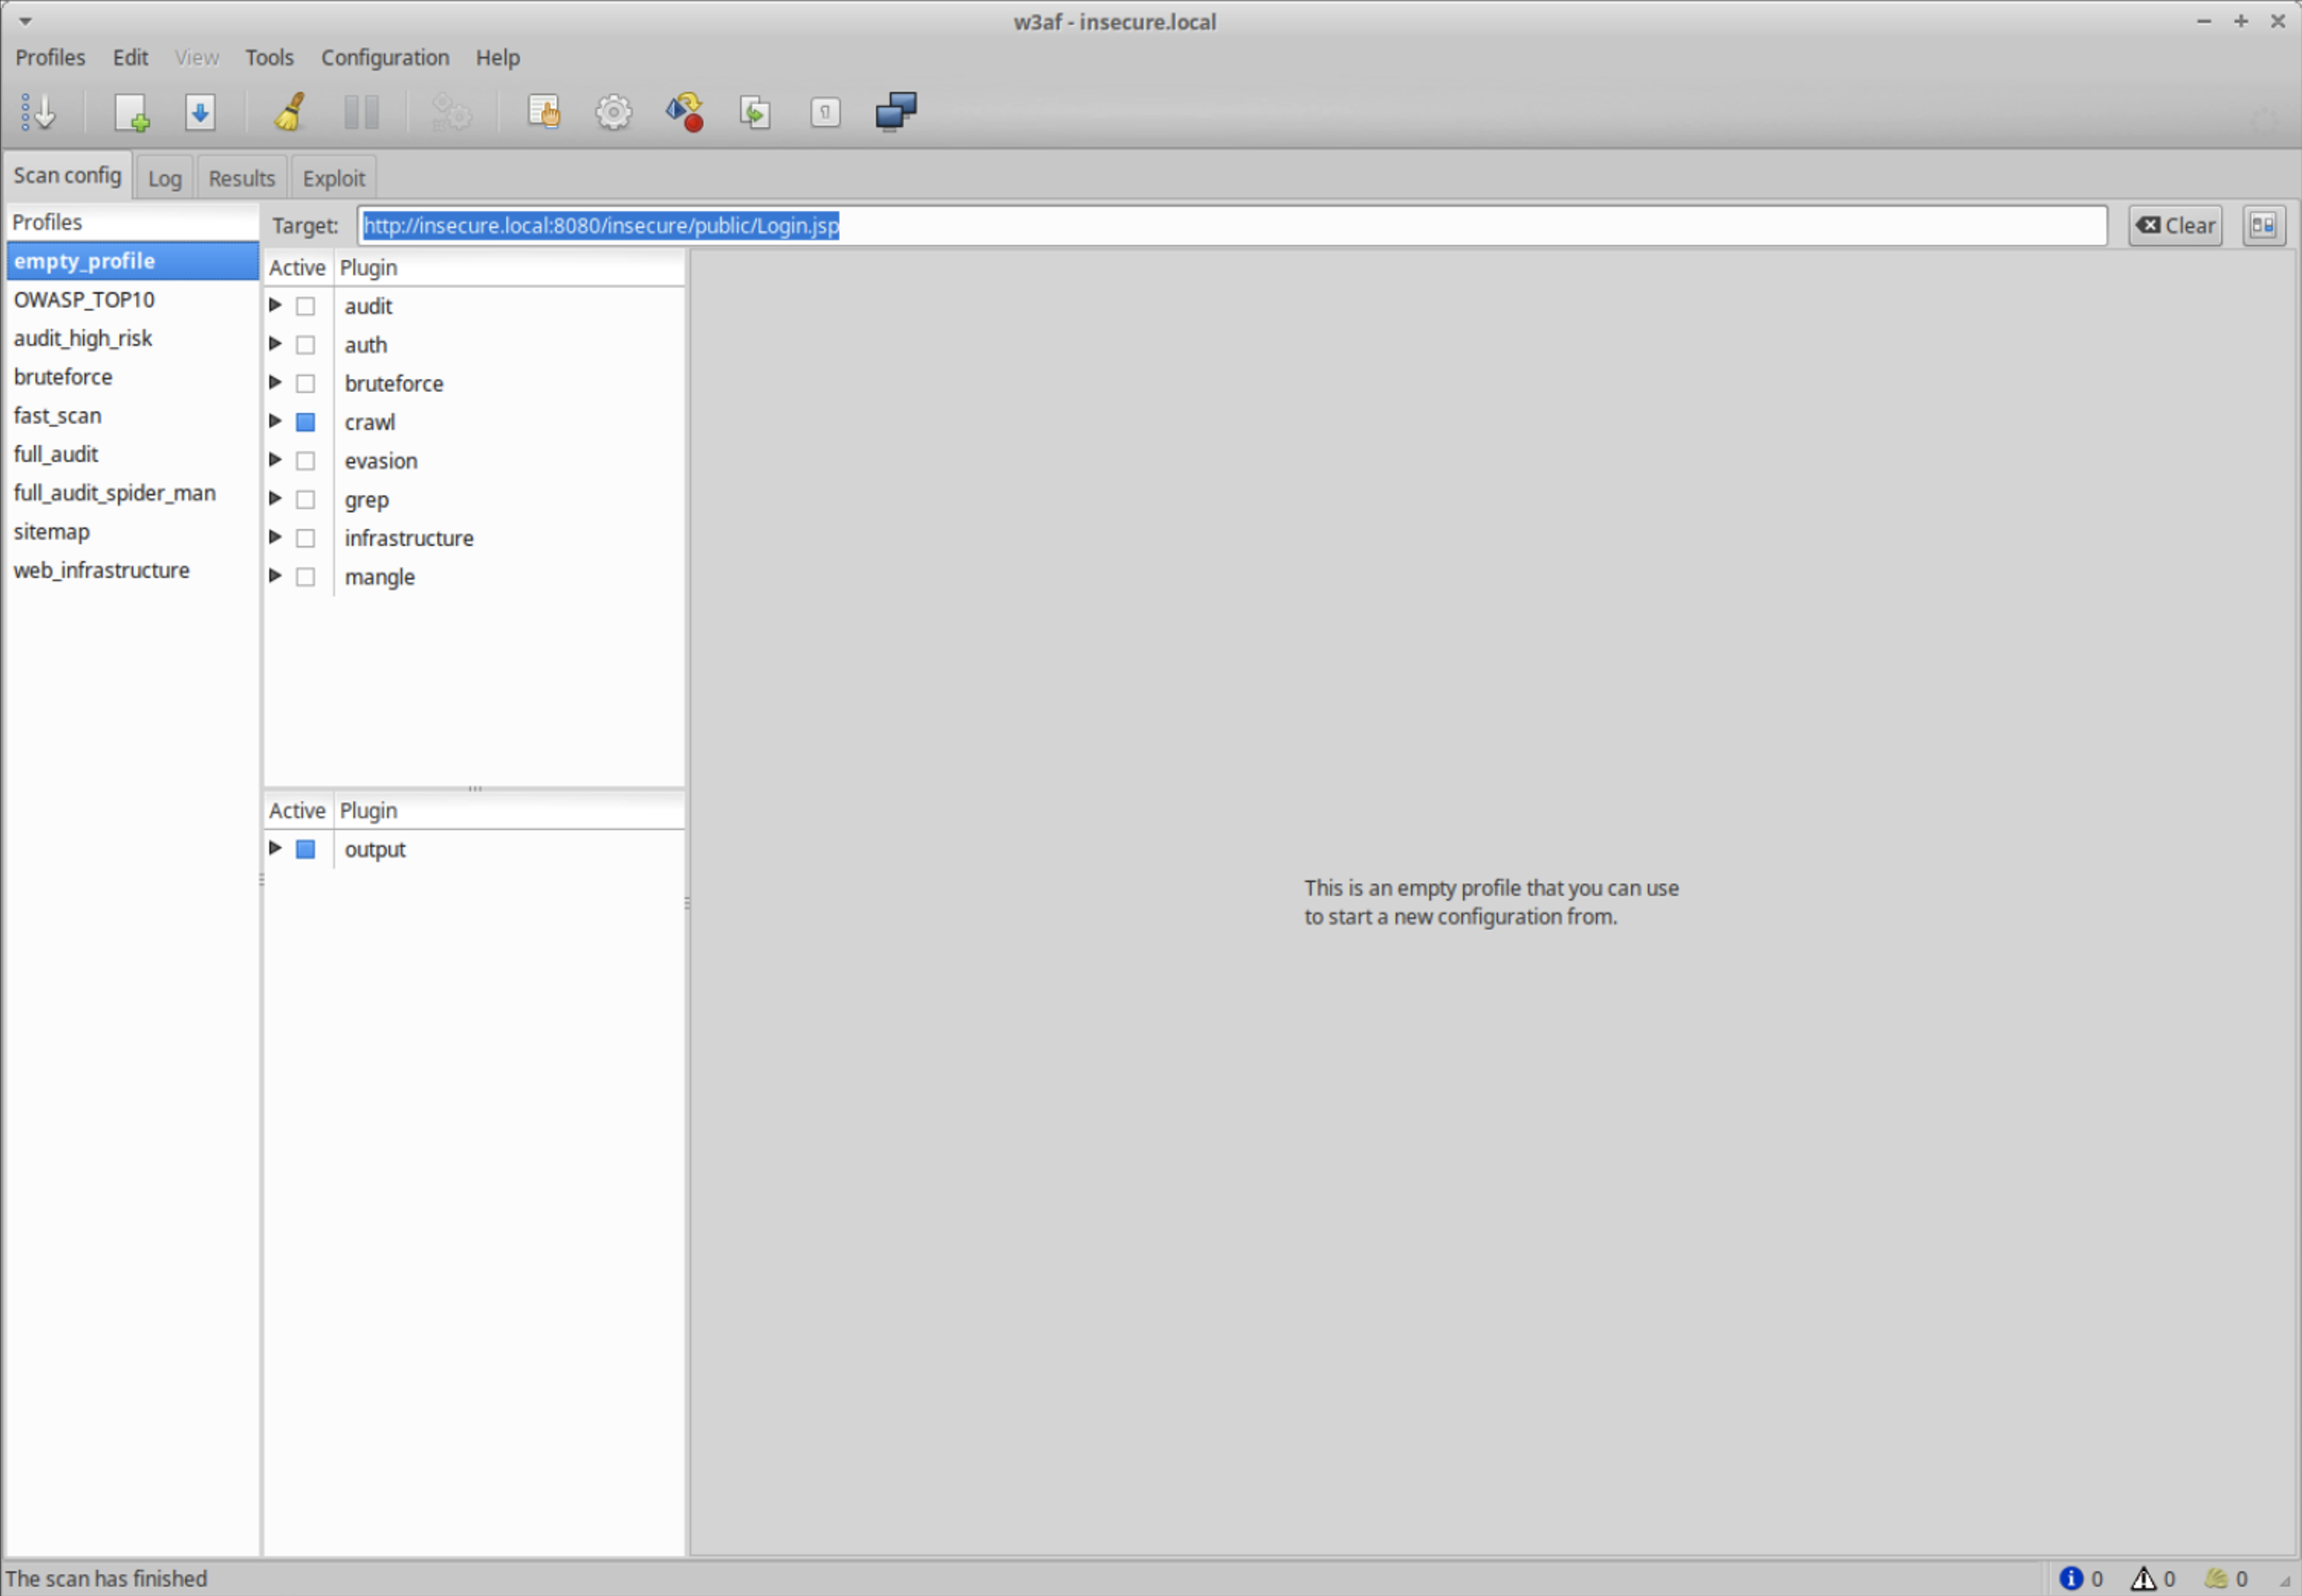 w3af - insecure.local
Profiles Edit View Tools Configuration Help
Scan config Log Results Exploit
Profiles
empty_profile
OWASP_TOP10
audit_high_risk
bruteforce
fast_scan
full_audit
full_audit_spider_man
sitemap
web_infrastructure
Target: http://insecure.local:8080/insecure/public/Login.jsp Clear
Active Plugin
audit
auth
bruteforce
crawl
evasion
grep
infrastructure
mangle
Active Plugin
output
This is an empty profile that you can use
to start a new configuration from.
The scan has finished 0 0 0